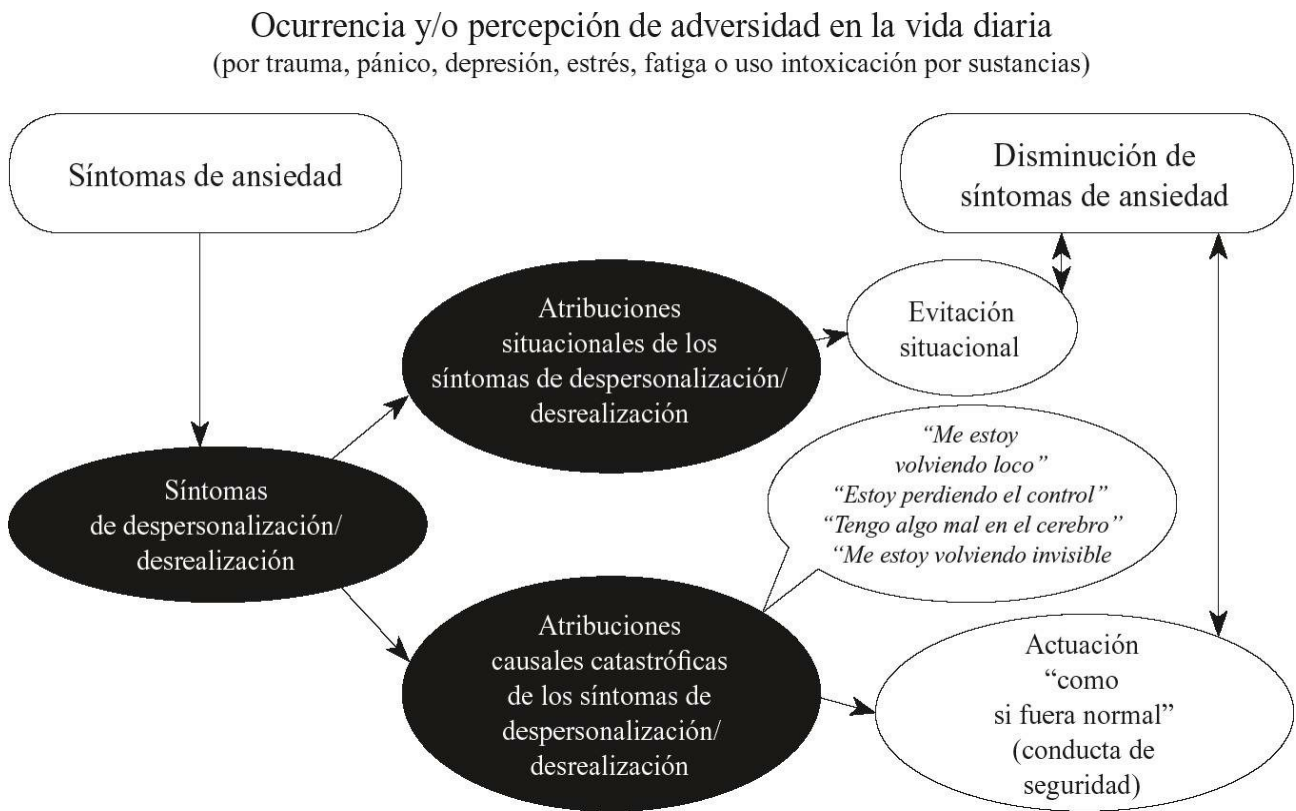 Ocurrencia y/o percepción de adversidad en la vida diaria
(por trauma, pánico, depresión, estrés, fatiga o uso intoxicación por sustancias)
Síntomas de ansiedad
Disminución de
síntomas de ansiedad
Atribuciones
situacionales de los
síntomas de despersonalización/
desrealización
Evitación
situacional
Síntomas
de despersonalización/
desrealización
“Me estoy
volviendo loco”
“Estoy perdiendo el control”
“Tengo algo mal en el cerebro”
“Me estoy volviendo invisible
Atribuciones
causales catastróficas
de los síntomas de
despersonalización/
desrealización
Actuación
“como
si fuera normal”
(conducta de
seguridad)